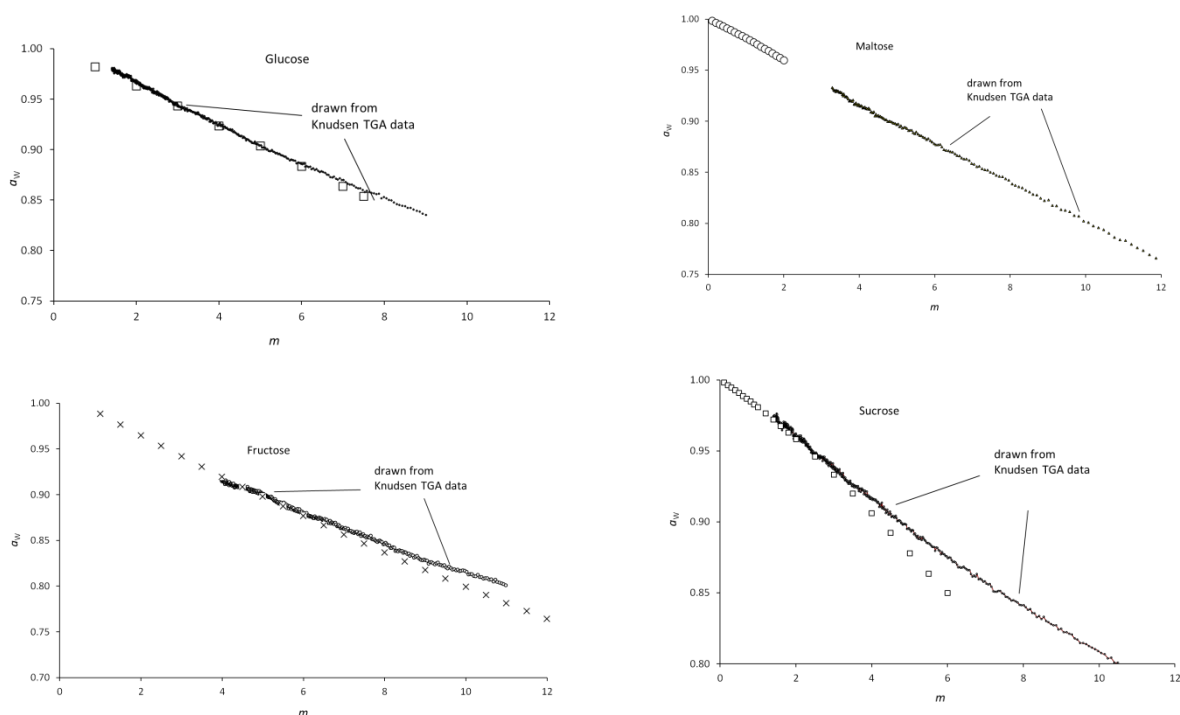 Glucose
1.00
0.95
0.90
0.85
0.80
0.75
a_W
drawn from
Knudsen TGA data
0 2 4 6 8 10 12
m
Maltose
1.00
0.95
0.90
0.85
0.80
0.75
a_W
drawn from
Knudsen TGA data
0 2 4 6 8 10 12
m
Fructose
1.00
0.95
0.90
0.85
0.80
0.75
0.70
a_W
drawn from
Knudsen TGA data
0 2 4 6 8 10 12
m
Sucrose
1.00
0.95
0.90
0.85
0.80
a_W
drawn from
Knudsen TGA data
0 2 4 6 8 10
m